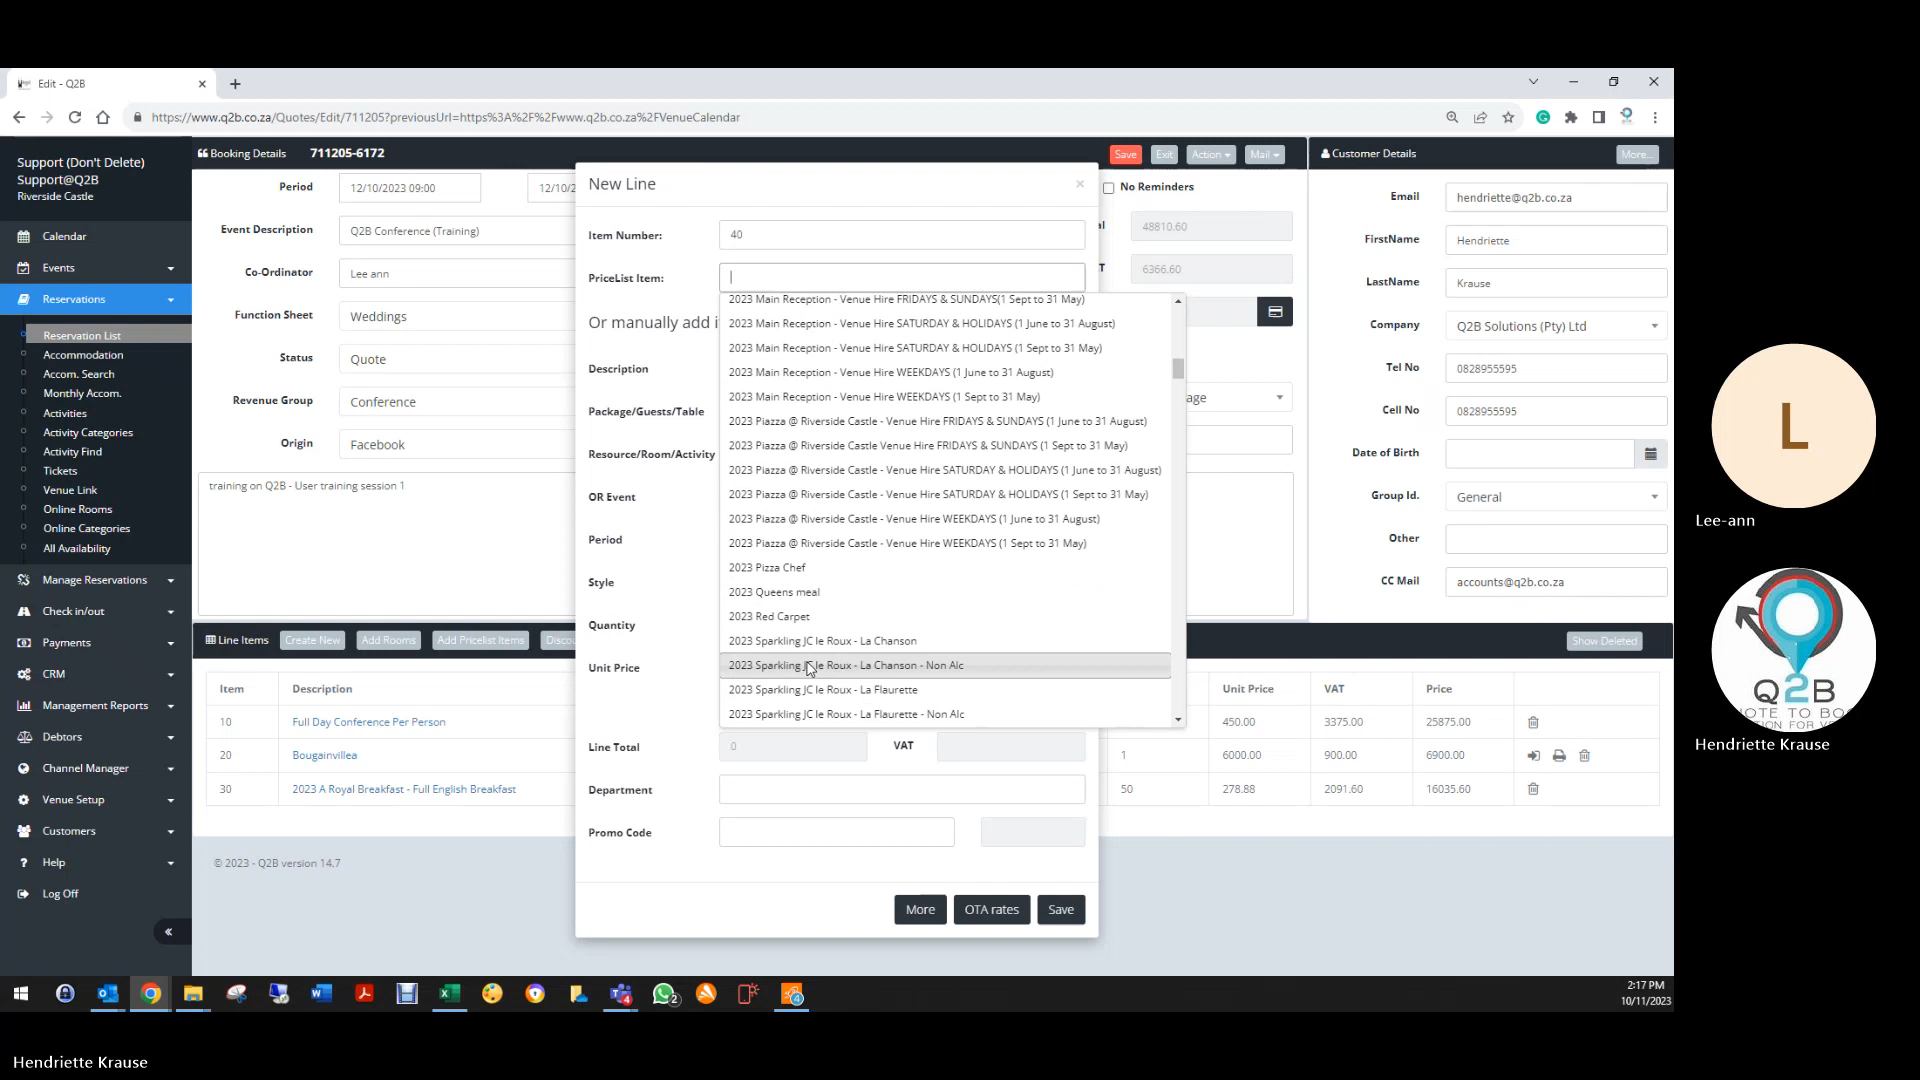 Edit - Q2B
https://www.q2b.co.za/Quotes/Edit/711205?previousUrl=https%3A%2F%2Fwww.q2b.co.za%2FVenueCalendar
Support (Don't Delete)
Support@Q2B
Riverside Castle
Calendar
Events
Reservations
Reservation List
Accommodation
Accom. Search
Monthly Accom.
Activities
Activity Categories
Activity Find
Tickets
Venue Link
Online Rooms
Online Categories
All Availability
Manage Reservations
Check in/out
Payments
CRM
Management Reports
Debtors
Channel Manager
Venue Setup
Customers
Help
Log Off
Booking Details 711205-6172
Save Exit Action Mail
Period 12/10/2023 09:00 12/10/2
Event Description Q2B Conference (Training)
Co-Ordinator Lee ann
Function Sheet Weddings
Status Quote
Revenue Group Conference
Origin Facebook
training on Q2B - User training session 1
No Reminders
al 48810.60
T 6366.60
age
New Line
×
Item Number: 40
PriceList Item:
2023 Main Reception - Venue Hire FRIDAYS & SUNDAYS(1 Sept to 31 May)
2023 Main Reception - Venue Hire SATURDAY & HOLIDAYS (1 June to 31 August)
2023 Main Reception - Venue Hire SATURDAY & HOLIDAYS (1 Sept to 31 May)
2023 Main Reception - Venue Hire WEEKDAYS (1 June to 31 August)
2023 Main Reception - Venue Hire WEEKDAYS (1 Sept to 31 May)
2023 Piazza @ Riverside Castle - Venue Hire FRIDAYS & SUNDAYS (1 June to 31 August)
2023 Piazza @ Riverside Castle Venue Hire FRIDAYS & SUNDAYS (1 Sept to 31 May)
2023 Piazza @ Riverside Castle - Venue Hire SATURDAY & HOLIDAYS (1 June to 31 August)
2023 Piazza @ Riverside Castle - Venue Hire SATURDAY & HOLIDAYS (1 Sept to 31 May)
2023 Piazza @ Riverside Castle - Venue Hire WEEKDAYS (1 June to 31 August)
2023 Piazza @ Riverside Castle - Venue Hire WEEKDAYS (1 Sept to 31 May)
2023 Pizza Chef
2023 Queens meal
2023 Red Carpet
2023 Sparkling JC le Roux - La Chanson
2023 Sparkling JC le Roux - La Chanson - Non Alc
2023 Sparkling JC le Roux - La Flaurette
2023 Sparkling JC le Roux - La Flaurette - Non Alc
Or manually add i
Description
Package/Guests/Table
Resource/Room/Activity
OR Event
Period
Style
Quantity
Unit Price
Line Total 0 VAT
Department
Promo Code
More OTA rates Save
Customer Details More...
Email hendriette@q2b.co.za
FirstName Hendriette
LastName Krause
Company Q2B Solutions (Pty) Ltd
Tel No 0828955595
Cell No 0828955595
Date of Birth
Group Id. General
Other
CC Mail accounts@q2b.co.za
Line Items Create New Add Rooms Add Pricelist Items Discou Show Deleted
Item Description Unit Price VAT Price
10 Full Day Conference Per Person 450.00 3375.00 25875.00
20 Bougainvillea 1 6000.00 900.00 6900.00
30 2023 A Royal Breakfast - Full English Breakfast 50 278.88 2091.60 16035.60
© 2023 - Q2B version 14.7
2:17 PM
10/11/2023
L
Lee-ann
Q2B
UOTE TO BOO
ION FOR V
Hendriette Krause
Hendriette Krause